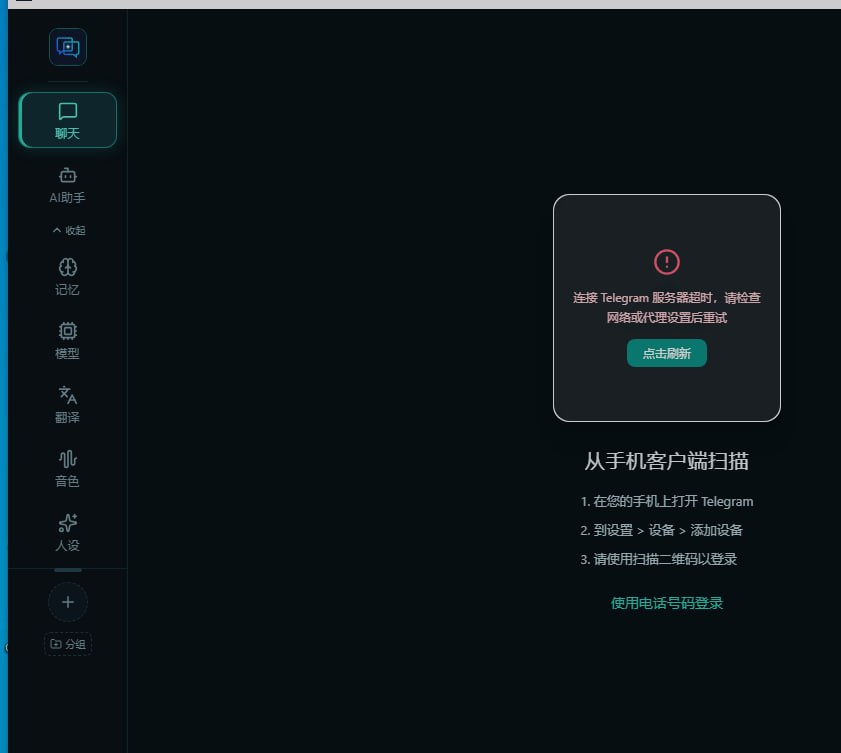 聊天
AI助手
收起
记忆
模型
翻译
音色
人设
分组
连接 Telegram 服务器超时，请检查
网络或代理设置后重试
点击刷新
从手机客户端扫描
1. 在您的手机上打开 Telegram
2. 到设置 > 设备 > 添加设备
3. 请使用扫描二维码以登录
使用电话号码登录